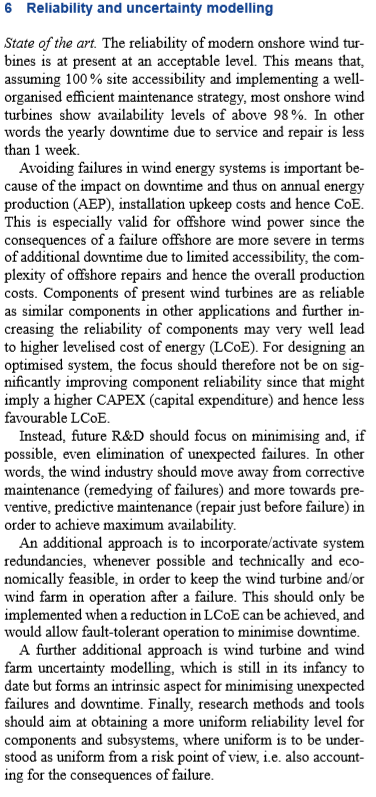 6 Reliability and uncertainty modelling
State of the art. The reliability of modern onshore wind tur-
bines is at present at an acceptable level. This means that,
assuming 100 % site accessibility and implementing a well-
organised efficient maintenance strategy, most onshore wind
turbines show availability levels of above 98 %. In other
words the yearly downtime due to service and repair is less
than 1 week.
Avoiding failures in wind energy systems is important be-
cause of the impact on downtime and thus on annual energy
production (AEP), installation upkeep costs and hence CoE.
This is especially valid for offshore wind power since the
consequences of a failure offshore are more severe in terms
of additional downtime due to limited accessibility, the com-
plexity of offshore repairs and hence the overall production
costs. Components of present wind turbines are as reliable
as similar components in other applications and further in-
creasing the reliability of components may very well lead
to higher levelised cost of energy (LCoE). For designing an
optimised system, the focus should therefore not be on sig-
nificantly improving component reliability since that might
imply a higher CAPEX (capital expenditure) and hence less
favourable LCoE.
Instead, future R&D should focus on minimising and, if
possible, even elimination of unexpected failures. In other
words, the wind industry should move away from corrective
maintenance (remedying of failures) and more towards pre-
ventive, predictive maintenance (repair just before failure) in
order to achieve maximum availability.
An additional approach is to incorporate/activate system
redundancies, whenever possible and technically and eco-
nomically feasible, in order to keep the wind turbine and/or
wind farm in operation after a failure. This should only be
implemented when a reduction in LCoE can be achieved, and
would allow fault-tolerant operation to minimise downtime.
A further additional approach is wind turbine and wind
farm uncertainty modelling, which is still in its infancy to
date but forms an intrinsic aspect for minimising unexpected
failures and downtime. Finally, research methods and tools
should aim at obtaining a more uniform reliability level for
components and subsystems, where uniform is to be under-
stood as uniform from a risk point of view, i.e. also account-
ing for the consequences of failure.